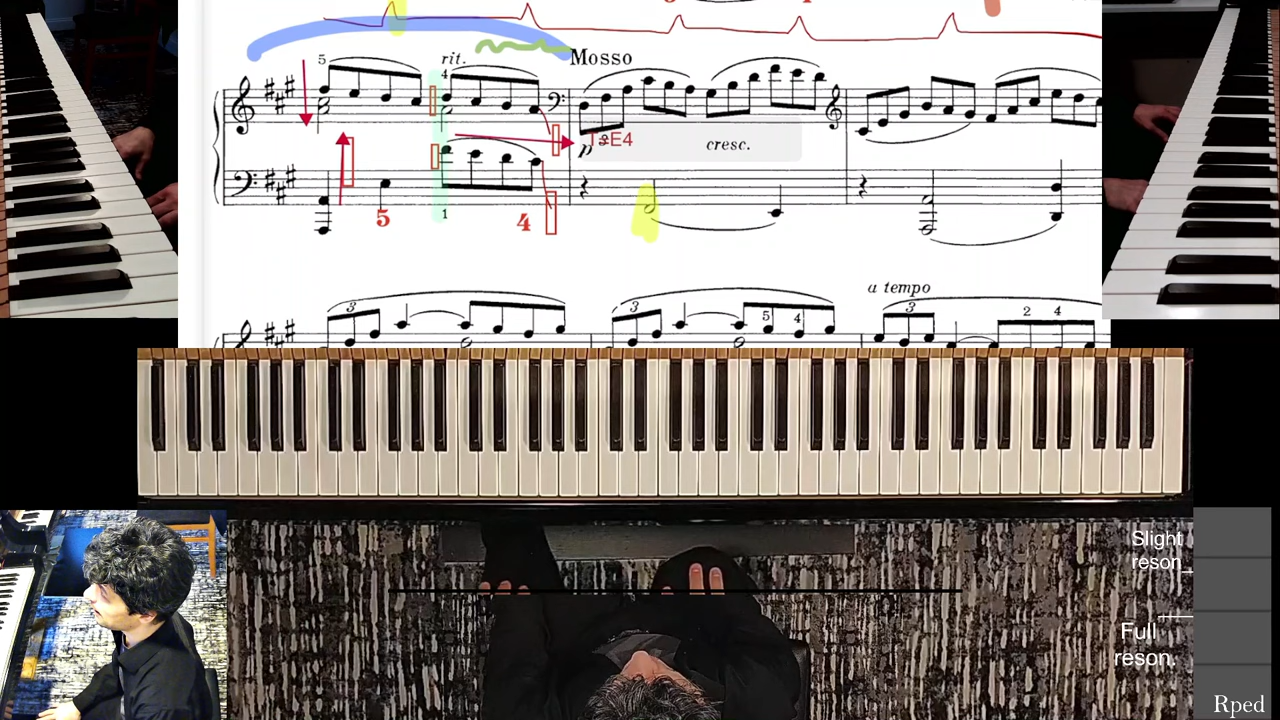 5
rit.
4
Mosso
T3E4
p
cresc.
5
1
4
3
3
5 4
a tempo
3
2 4
Slight
reson
Full
reson.
Rped